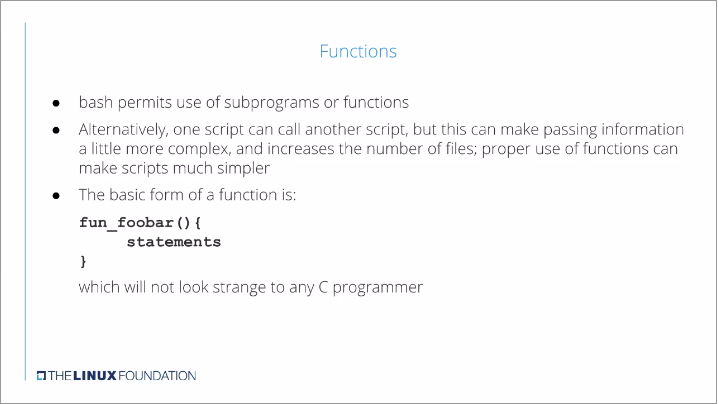 Functions
● bash permits use of subprograms or functions
● Alternatively, one script can call another script, but this can make passing information
a little more complex, and increases the number of files; proper use of functions can
make scripts much simpler
● The basic form of a function is:
fun_foobar(){
statements
}
which will not look strange to any C programmer
THE LINUX FOUNDATION